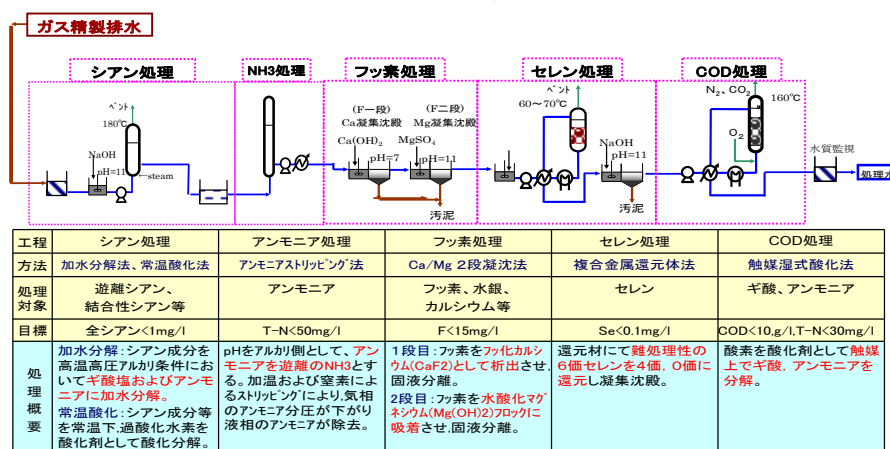 ガス精製排水
シアン処理
NH3処理
フッ素処理
セレン処理
COD処理
ベント
180℃
NaOH
pH=11
←steam
(F一段)
Ca凝集沈殿
Ca(OH)₂
pH=7
(F二段)
Mg凝集沈殿
MgSO₄
pH=11
汚泥
ベント
60～70℃
NaOH
pH=11
汚泥
N₂、CO₂
160℃
O₂
水質監視
処理水
工程 シアン処理 アンモニア処理 フッ素処理 セレン処理 COD処理
方法 加水分解法、常温酸化法 アンモニアストリッピング法 Ca/Mg 2段凝沈法 複合金属還元体法 触媒湿式酸化法
処理
対象
遊離シアン、
結合性シアン等
アンモニア
フッ素、水銀、
カルシウム等
セレン
ギ酸、アンモニア
目標 全シアン<1mg/l T-N<50mg/l F<15mg/l Se<0.1mg/l COD<10,g/l,T-N<30mg/l
処
理
概
要
加水分解:シアン成分を
高温高圧アルカリ条件にお
いてギ酸塩およびアンモ
ニアに加水分解。
常温酸化:シアン成分等
を常温下,過酸化水素を
酸化剤として酸化分解。
pHをアルカリ側として、アン
モニアを遊離のNH3とす
る。加温および窒素によ
るストリッピングにより,気相
のアンモニア分圧が下がり
液相のアンモニアが除去。
1段目:フッ素をフッ化カルシ
ウム(CaF2)として析出させ,
固液分離。
2段目:フッ素を水酸化マグ
ネシウム(Mg(OH)2)フロックに
吸着させ,固液分離。
還元材にて難処理性の
6価セレンを4価，0価に
還元し凝集沈殿。
酸素を酸化剤として触媒
上でギ酸，アンモニアを
分解。